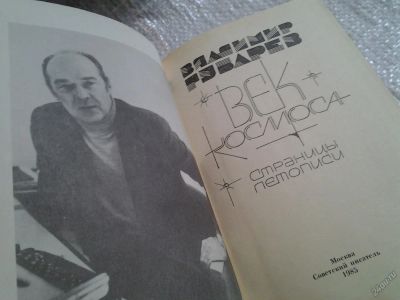 ВЛАДИМИР
ГУБАРЕВ
ВЕК
КОСМОСА
СТРАНИЦЫ
ЛЕТОПИСИ
Москва
Советский писатель
1985